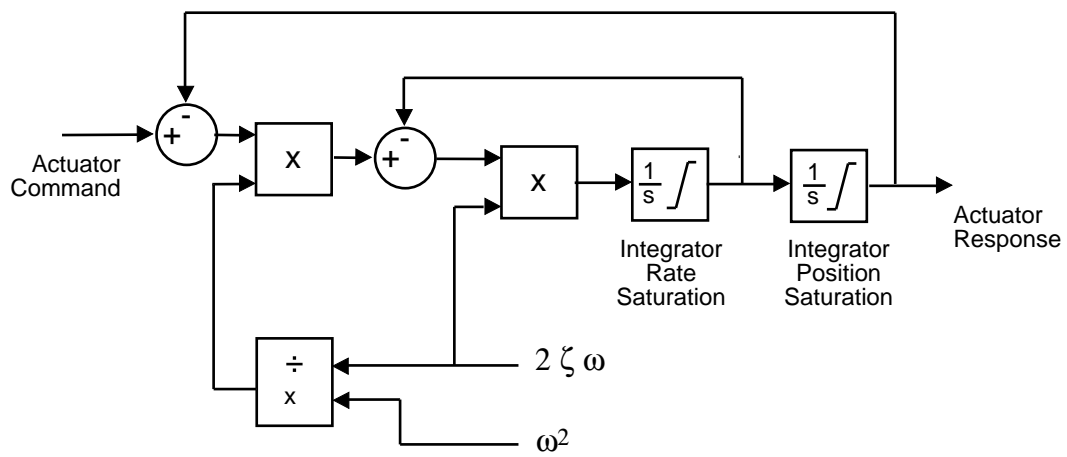 -
+
Actuator
Command
X
-
+
X
1
s
1
s
Integrator
Rate
Saturation
Integrator
Position
Saturation
Actuator
Response
÷
x
2 ζ ω
ω²